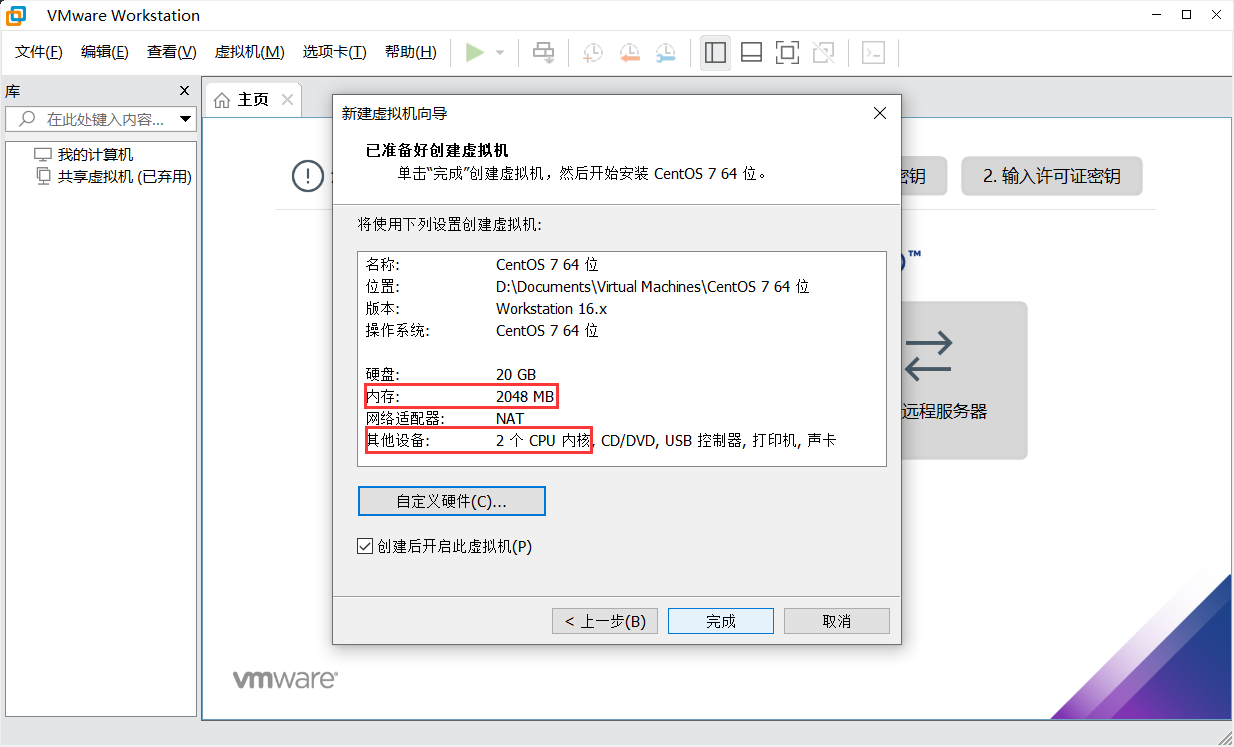 VMware Workstation
文件(F) 编辑(E) 查看(V) 虚拟机(M) 选项卡(T) 帮助(H)
库
在此处键入内容...
我的计算机
共享虚拟机 (已弃用)
主页
新建虚拟机向导
已准备好创建虚拟机
单击“完成”创建虚拟机，然后开始安装 CentOS 7 64 位。
密钥
2. 输入许可证密钥
将使用下列设置创建虚拟机:
名称: CentOS 7 64 位
位置: D:\Documents\Virtual Machines\CentOS 7 64 位
版本: Workstation 16.x
操作系统: CentOS 7 64 位
硬盘: 20 GB
内存: 2048 MB
网络适配器: NAT
其他设备: 2 个 CPU 内核, CD/DVD, USB 控制器, 打印机, 声卡
™
远程服务器
自定义硬件(C)...
创建后开启此虚拟机(P)
< 上一步(B) 完成 取消
vmware